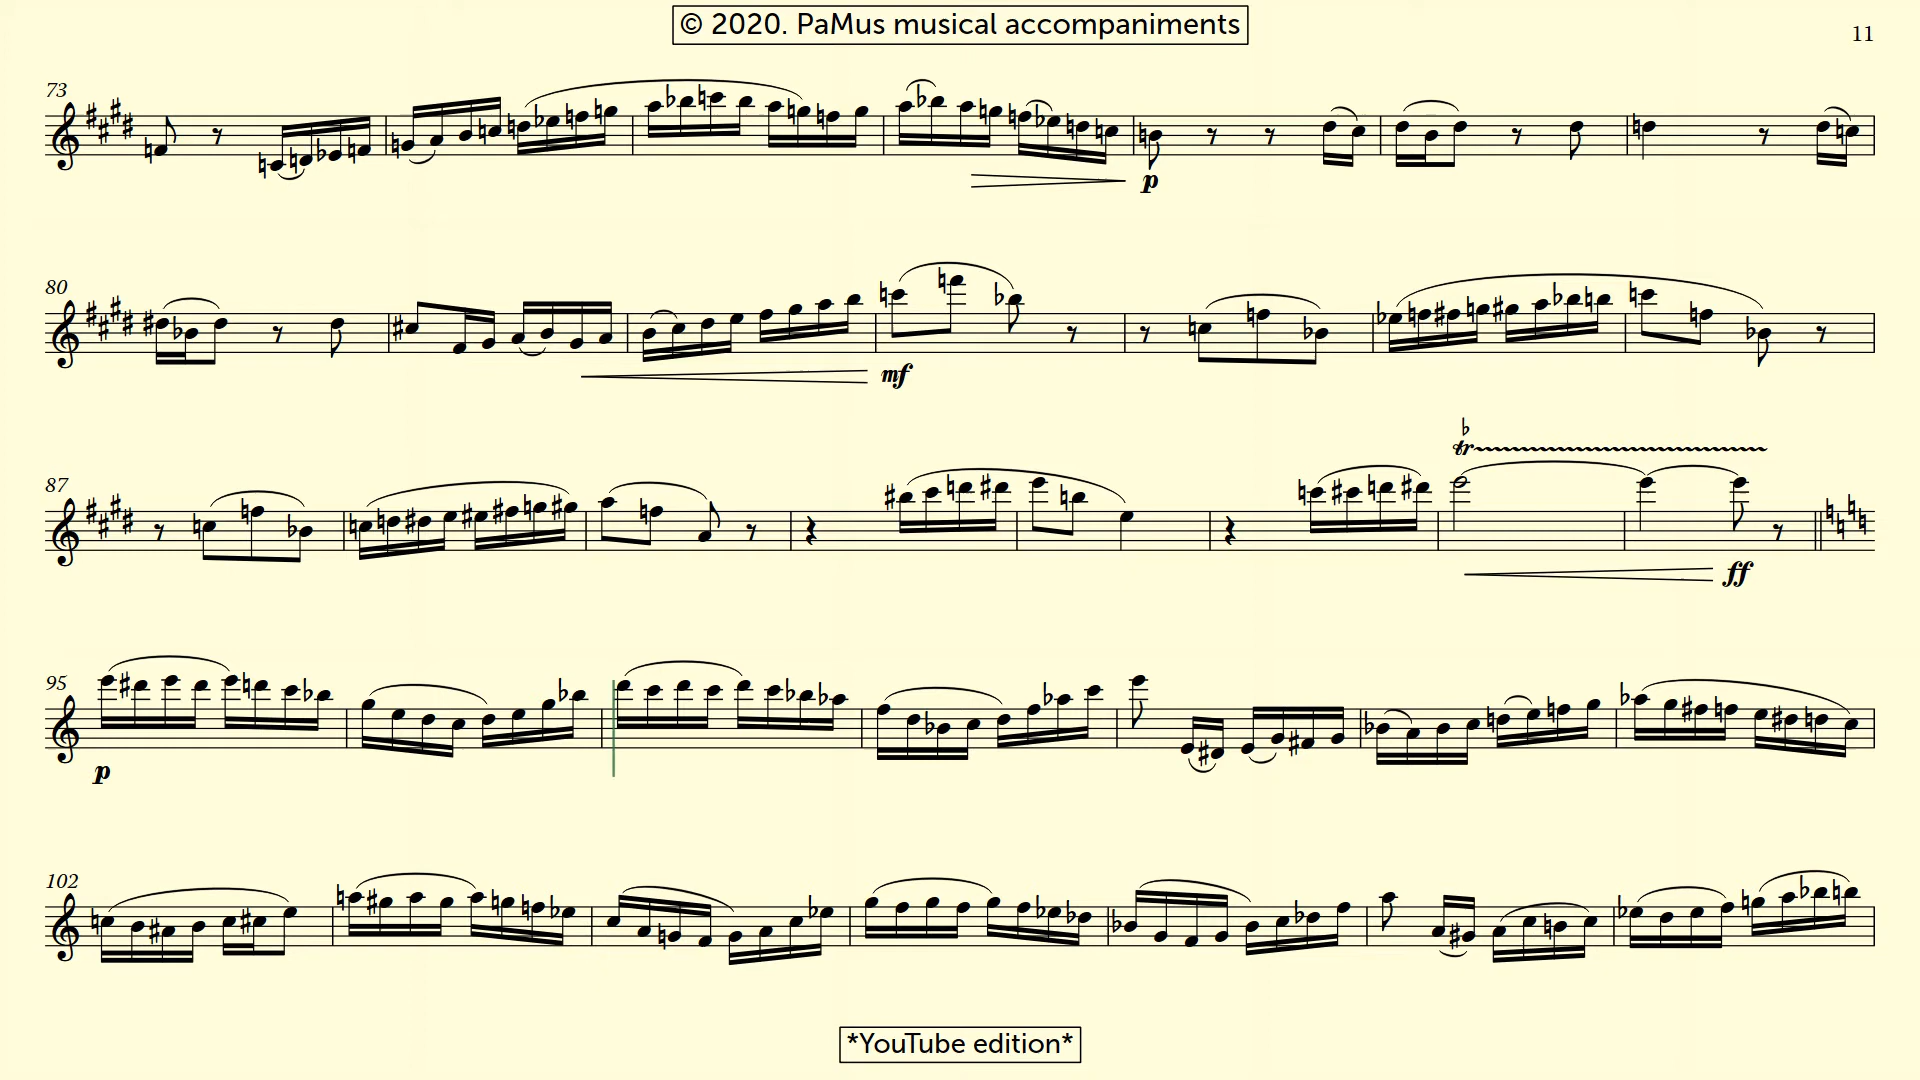 © 2020. PaMus musical accompaniments
11
73
p
80
mf
tr
87
ff
95
p
102
*YouTube edition*